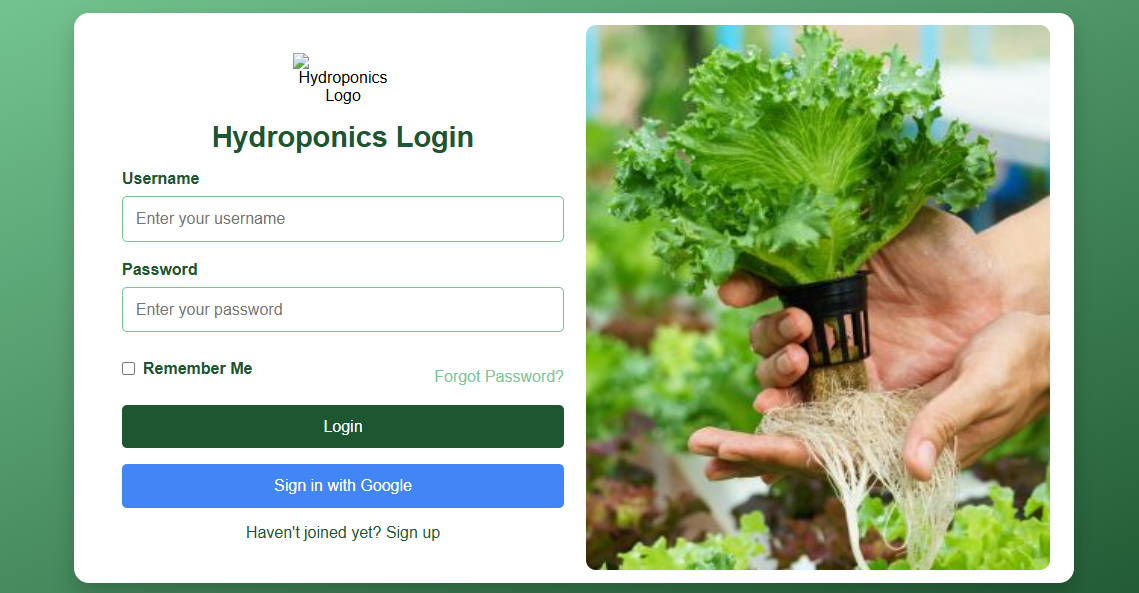 Hydroponics
Logo
Hydroponics Login
Username
Enter your username
Password
Enter your password
Remember Me
Forgot Password?
Login
Sign in with Google
Haven't joined yet? Sign up